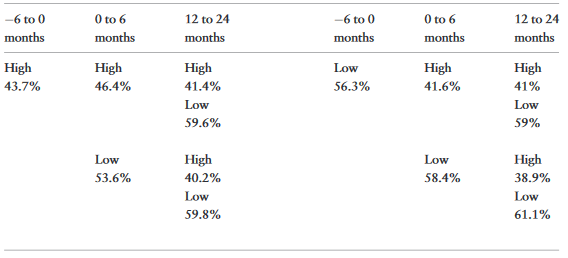 −6 to 0 0 to 6 12 to 24 −6 to 0 0 to 6 12 to 24
months months months months months months
High High High Low High High
43.7% 46.4% 41.4% 56.3% 41.6% 41%
Low Low
59.6% 59%
Low High Low High
53.6% 40.2% 58.4% 38.9%
Low Low
59.8% 61.1%